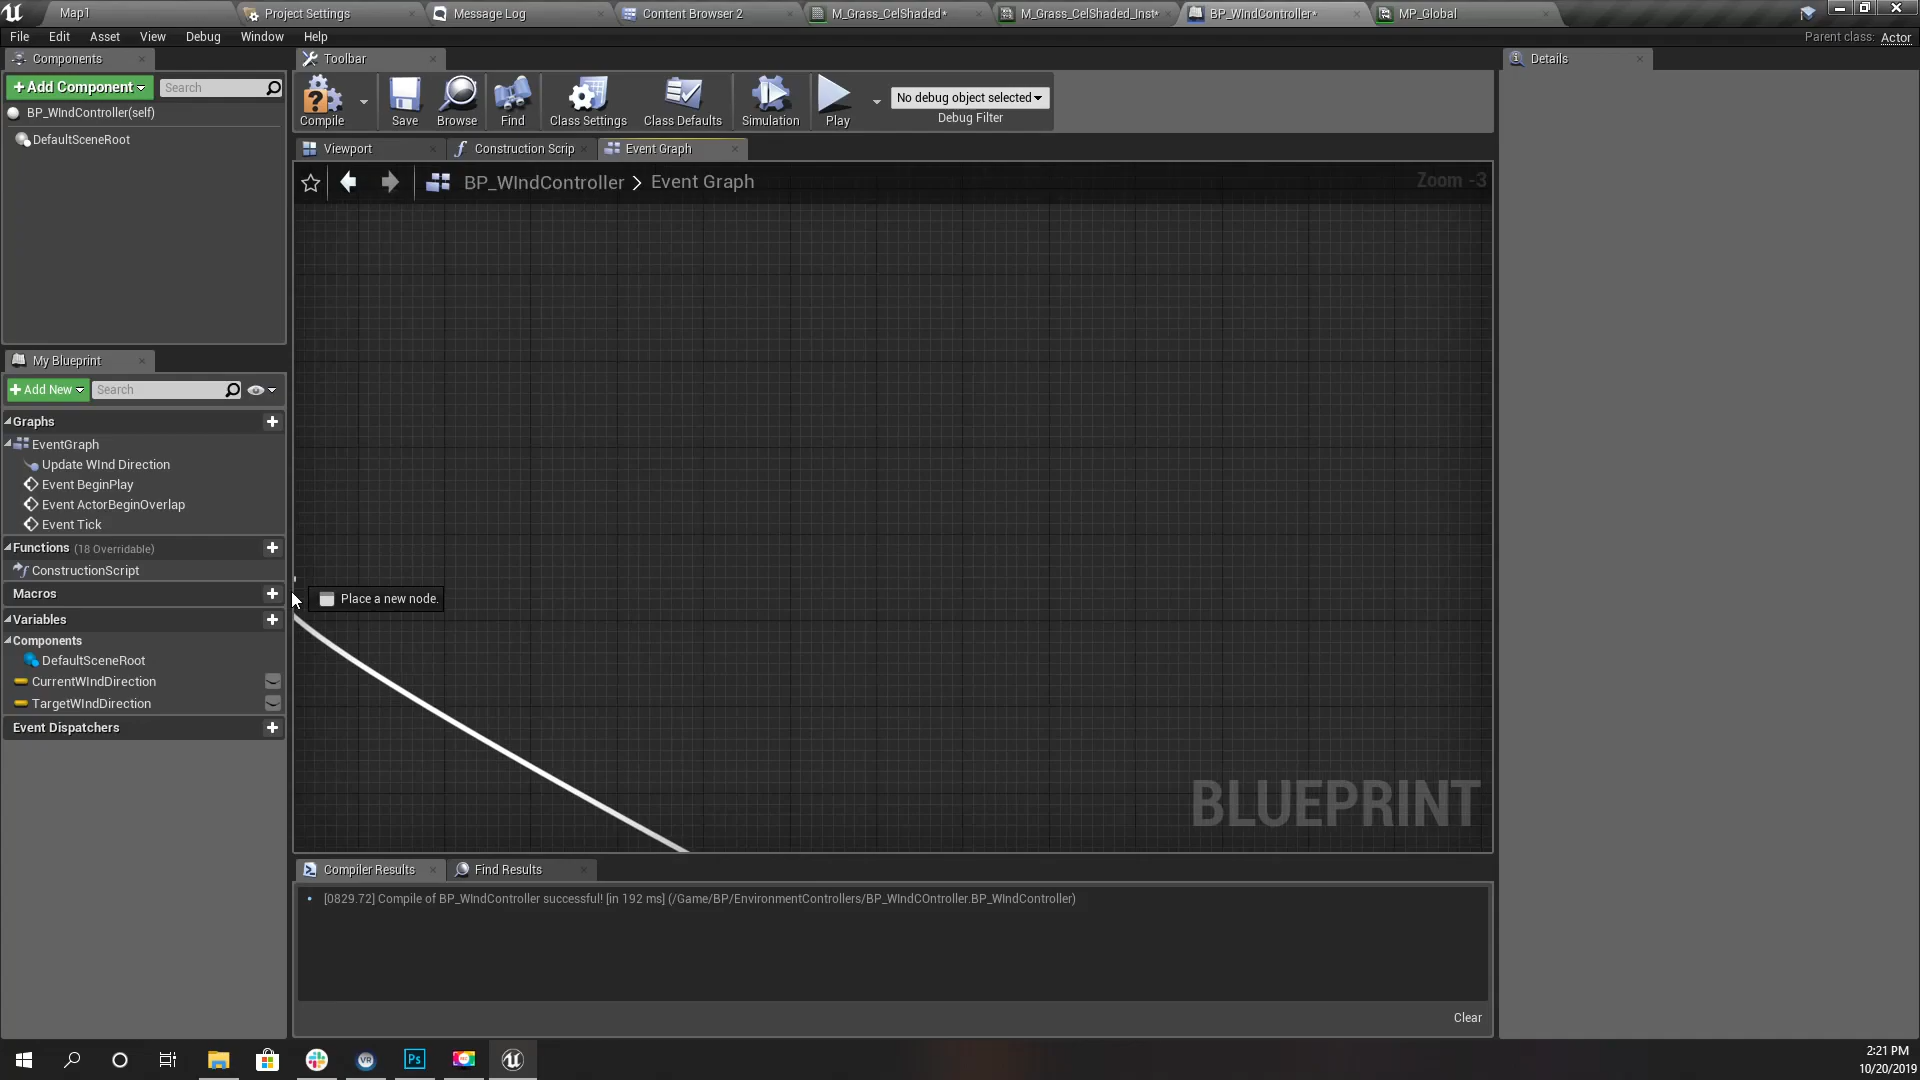 Map1
Project Settings
Message Log
Content Browser 2
M_Grass_CelShaded*
M_Grass_CelShaded_Inst*
BP_WIndController*
MP_Global
File Edit Asset View Debug Window Help
Parent class: Actor
Components
Toolbar
Details
+Add Component
Search
BP_WIndController(self)
DefaultSceneRoot
Compile
Save
Browse
Find
Class Settings
Class Defaults
Simulation
Play
No debug object selected
Debug Filter
Viewport
Construction Scrip
Event Graph
BP_WIndController > Event Graph
Zoom -3
My Blueprint
+Add New
Search
Graphs
EventGraph
Update WInd Direction
Event BeginPlay
Event ActorBeginOverlap
Event Tick
Functions (18 Overridable)
ConstructionScript
Macros
Place a new node.
Variables
Components
DefaultSceneRoot
CurrentWIndDirection
TargetWIndDirection
Event Dispatchers
BLUEPRINT
Compiler Results
Find Results
[0829.72] Compile of BP_WIndController successful! [in 192 ms] (/Game/BP/EnvironmentControllers/BP_WIndCOntroller.BP_WIndController)
Clear
VR
Ps
2:21 PM
10/20/2019